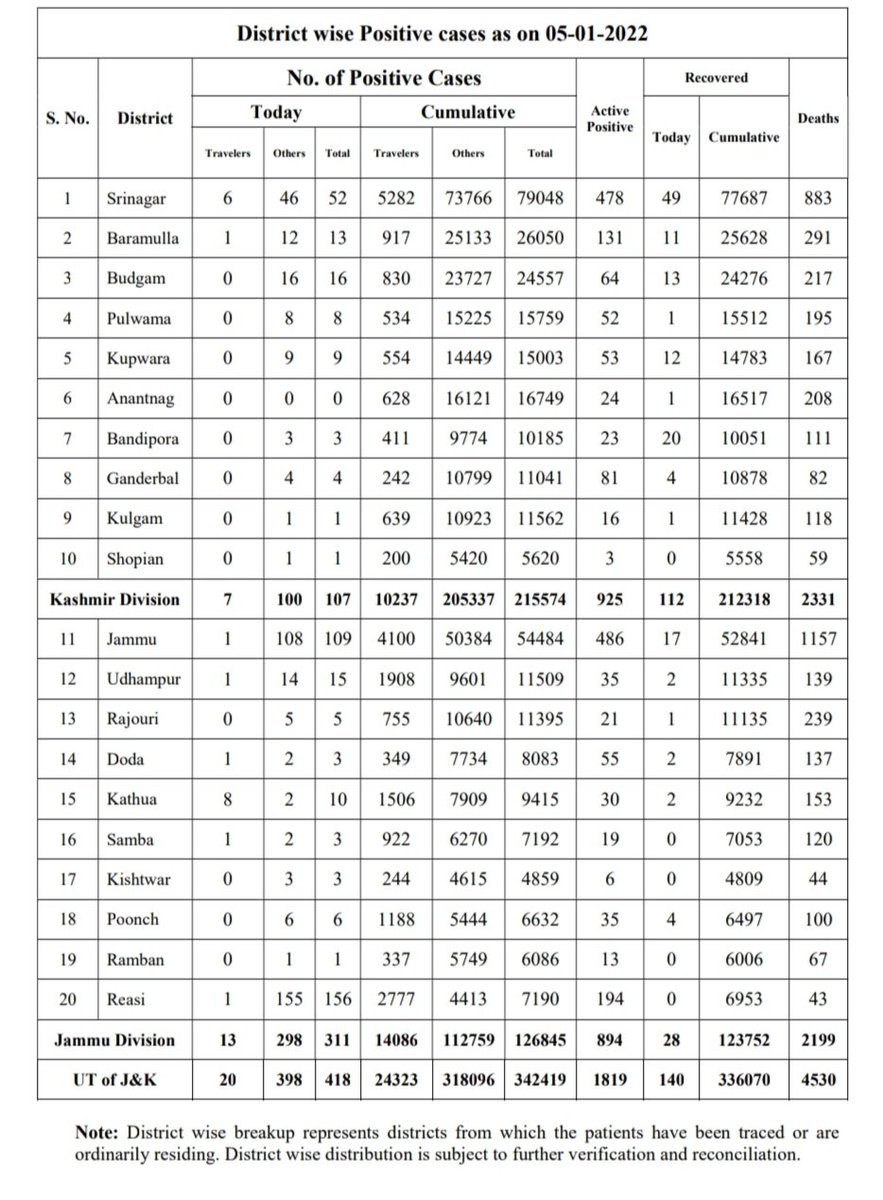 District wise Positive cases as on 05-01-2022
S. No. District No. of Positive Cases Active Positive Recovered Deaths
Today Cumulative Today Cumulative
Travelers Others Total Travelers Others Total
1 Srinagar 6 46 52 5282 73766 79048 478 49 77687 883
2 Baramulla 1 12 13 917 25133 26050 131 11 25628 291
3 Budgam 0 16 16 830 23727 24557 64 13 24276 217
4 Pulwama 0 8 8 534 15225 15759 52 1 15512 195
5 Kupwara 0 9 9 554 14449 15003 53 12 14783 167
6 Anantnag 0 0 0 628 16121 16749 24 1 16517 208
7 Bandipora 0 3 3 411 9774 10185 23 20 10051 111
8 Ganderbal 0 4 4 242 10799 11041 81 4 10878 82
9 Kulgam 0 1 1 639 10923 11562 16 1 11428 118
10 Shopian 0 1 1 200 5420 5620 3 0 5558 59
Kashmir Division 7 100 107 10237 205337 215574 925 112 212318 2331
11 Jammu 1 108 109 4100 50384 54484 486 17 52841 1157
12 Udhampur 1 14 15 1908 9601 11509 35 2 11335 139
13 Rajouri 0 5 5 755 10640 11395 21 1 11135 239
14 Doda 1 2 3 349 7734 8083 55 2 7891 137
15 Kathua 8 2 10 1506 7909 9415 30 2 9232 153
16 Samba 1 2 3 922 6270 7192 19 0 7053 120
17 Kishtwar 0 3 3 244 4615 4859 6 0 4809 44
18 Poonch 0 6 6 1188 5444 6632 35 4 6497 100
19 Ramban 0 1 1 337 5749 6086 13 0 6006 67
20 Reasi 1 155 156 2777 4413 7190 194 0 6953 43
Jammu Division 13 298 311 14086 112759 126845 894 28 123752 2199
UT of J&K 20 398 418 24323 318096 342419 1819 140 336070 4530
Note: District wise breakup represents districts from which the patients have been traced or are
ordinarily residing. District wise distribution is subject to further verification and reconciliation.